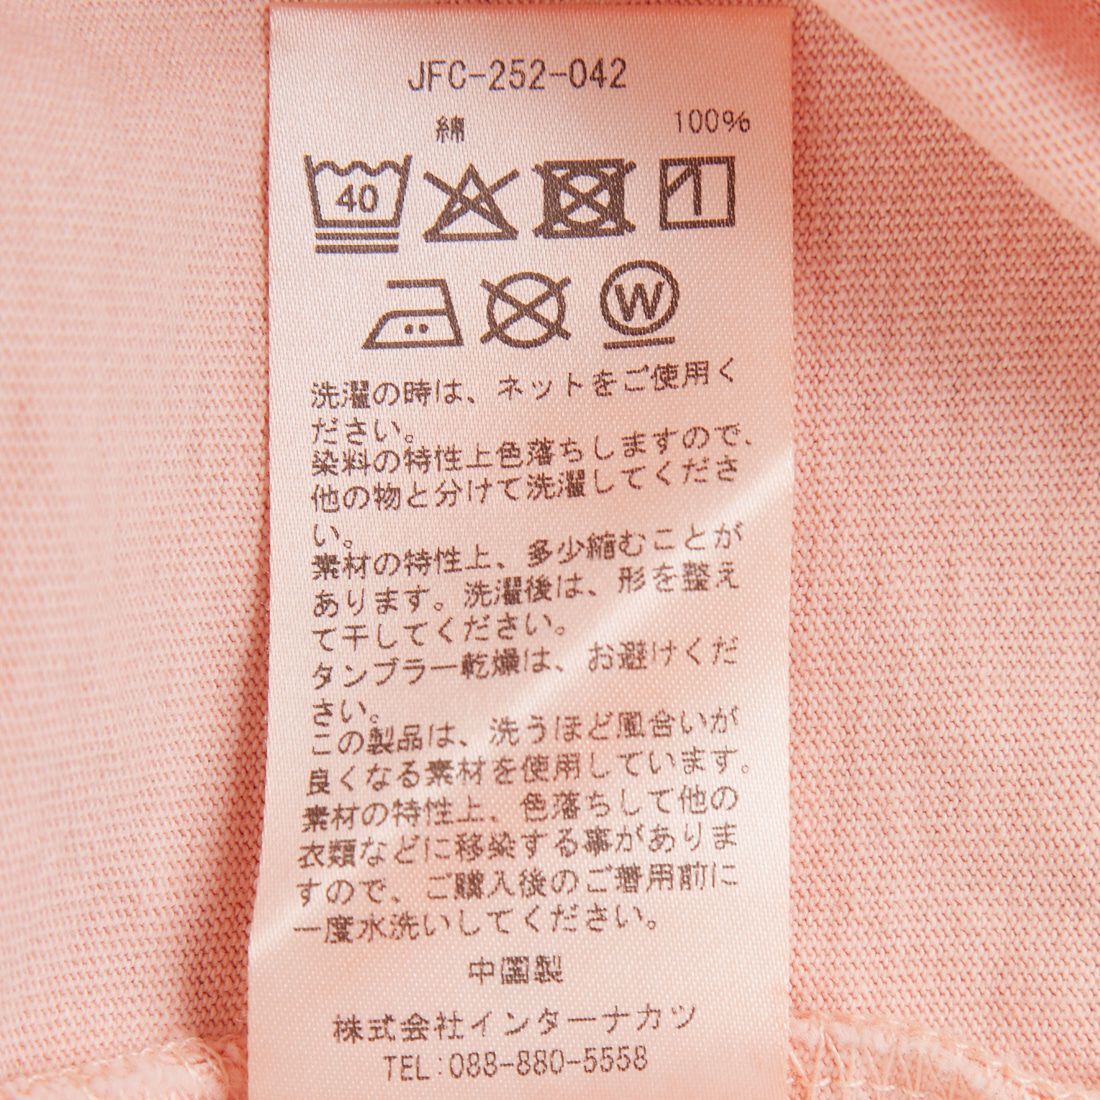 JFC-252-042
綿 100%
40
W
洗濯の時は、ネットをご使用く
ださい。
染料の特性上色落ちしますので、
他の物と分けて洗濯してくださ
い。
素材の特性上、多少縮むことが
あります。洗濯後は、形を整え
て干してください。
タンブラー乾燥は、お避けくだ
さい。
この製品は、洗うほど風合いが
良くなる素材を使用しています。
素材の特性上、色落ちして他の
衣類などに移染する事がありま
すので、ご購入後のご着用前に
一度水洗いしてください。
中国製
株式会社インターナカツ
TEL:088-880-5558